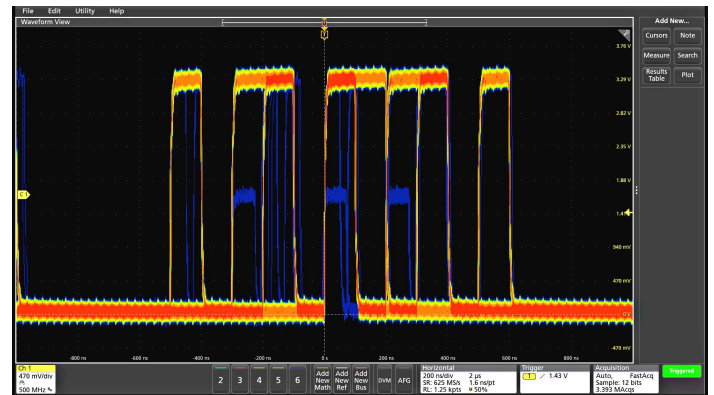 File Edit Utility Help
Waveform View
Add New...
Cursors Note
Measure Search
Results Table Plot
3.76 V
3.29 V
2.82 V
2.35 V
1.88 V
1.41
940 mV
470 mV
0 V
-470 mV
C1
-800 ns -600 ns -400 ns -200 ns 0 s 200 ns 400 ns 600 ns 800 ns
Ch 1
470 mV/div
500 MHz
2 3 4 5 6
Add New Math
Add New Ref
Add New Bus
DVM AFG
Horizontal
200 ns/div 2 µs
SR: 625 MS/s 1.6 ns/pt
RL: 1.25 kpts 50%
Trigger
1 1.43 V
Acquisition
Auto, FastAcq
Sample: 12 bits
3.393 MAcqs
Triggered